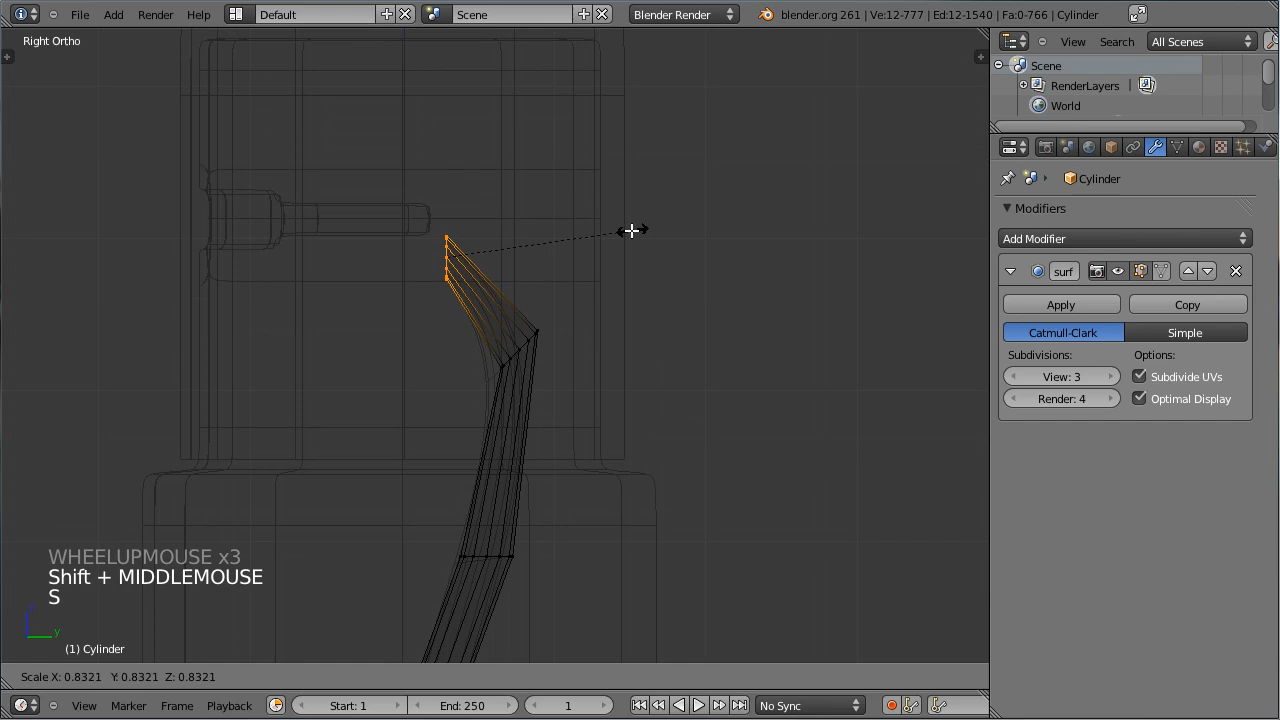 File Add Render Help Default Scene Blender Render blender.org 261 | Ve:12-777 | Ed:12-1540 | Fa:0-766 | Cylinder
Right Ortho
View Search All Scenes
Scene
RenderLayers
World
Cylinder
Modifiers
Add Modifier
surf
Apply Copy
Catmull-Clark Simple
Subdivisions: Options:
View: 3 Subdivide UVs
Render: 4 Optimal Display
WHEELUPMOUSE x3
Shift + MIDDLEMOUSE
S
z
y
(1) Cylinder
Scale X: 0.8321 Y: 0.8321 Z: 0.8321
View Marker Frame Playback Start: 1 End: 250 1 No Sync